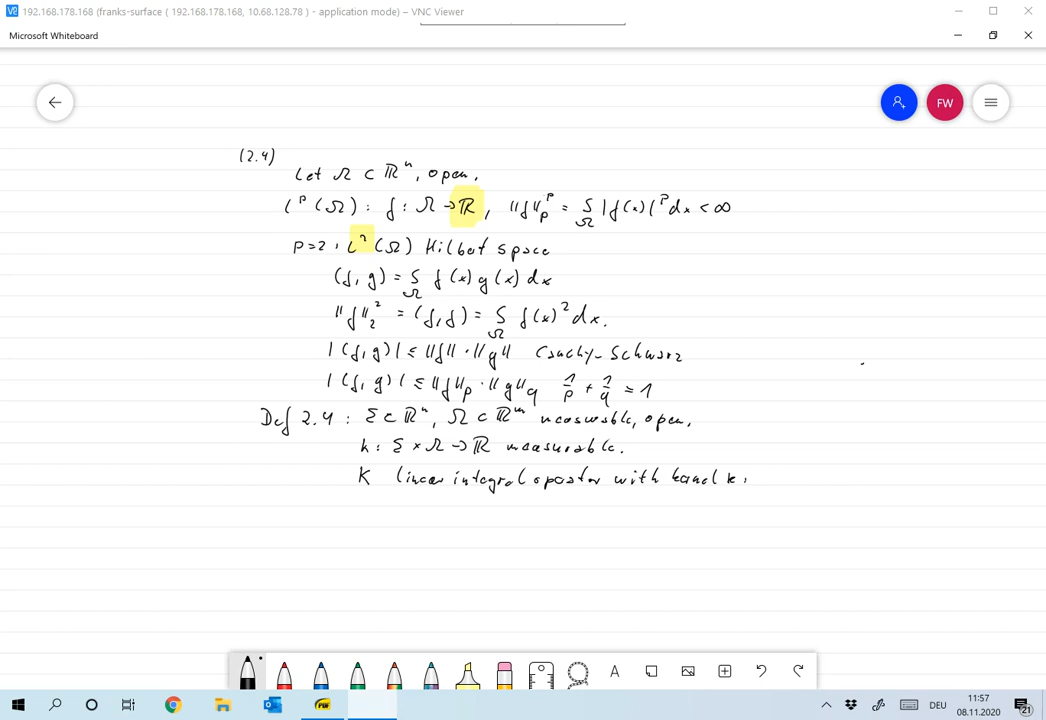 192.168.178.168 (franks-surface ( 192.168.178.168, 10.68.128.78 ) - application mode) – VNC Viewer
Microsoft Whiteboard
FW
(2.4)
Let Ω ⊂ ℝⁿ, open,
Lᵖ(Ω): f: Ω → ℝ, ‖f‖ₚᵖ = ∫_Ω |f(x)|ᵖ dx < ∞
p=2: L²(Ω) Hilbert space
(f,g) = ∫_Ω f(x) g(x) dx
‖f‖₂² = (f,f) = ∫_Ω f(x)² dx.
|(f,g)| ≤ ‖f‖ · ‖g‖ Cauchy-Schwarz
|(f,g)| ≤ ‖f‖_p · ‖g‖_q 1/p + 1/q = 1
Def 2.4: Σ ⊂ ℝⁿ, Ω ⊂ ℝᵐ measurable, open,
k: Σ × Ω → ℝ measurable.
K linear integral operator with kernel k:
A
DEU
11:57
08.11.2020
21